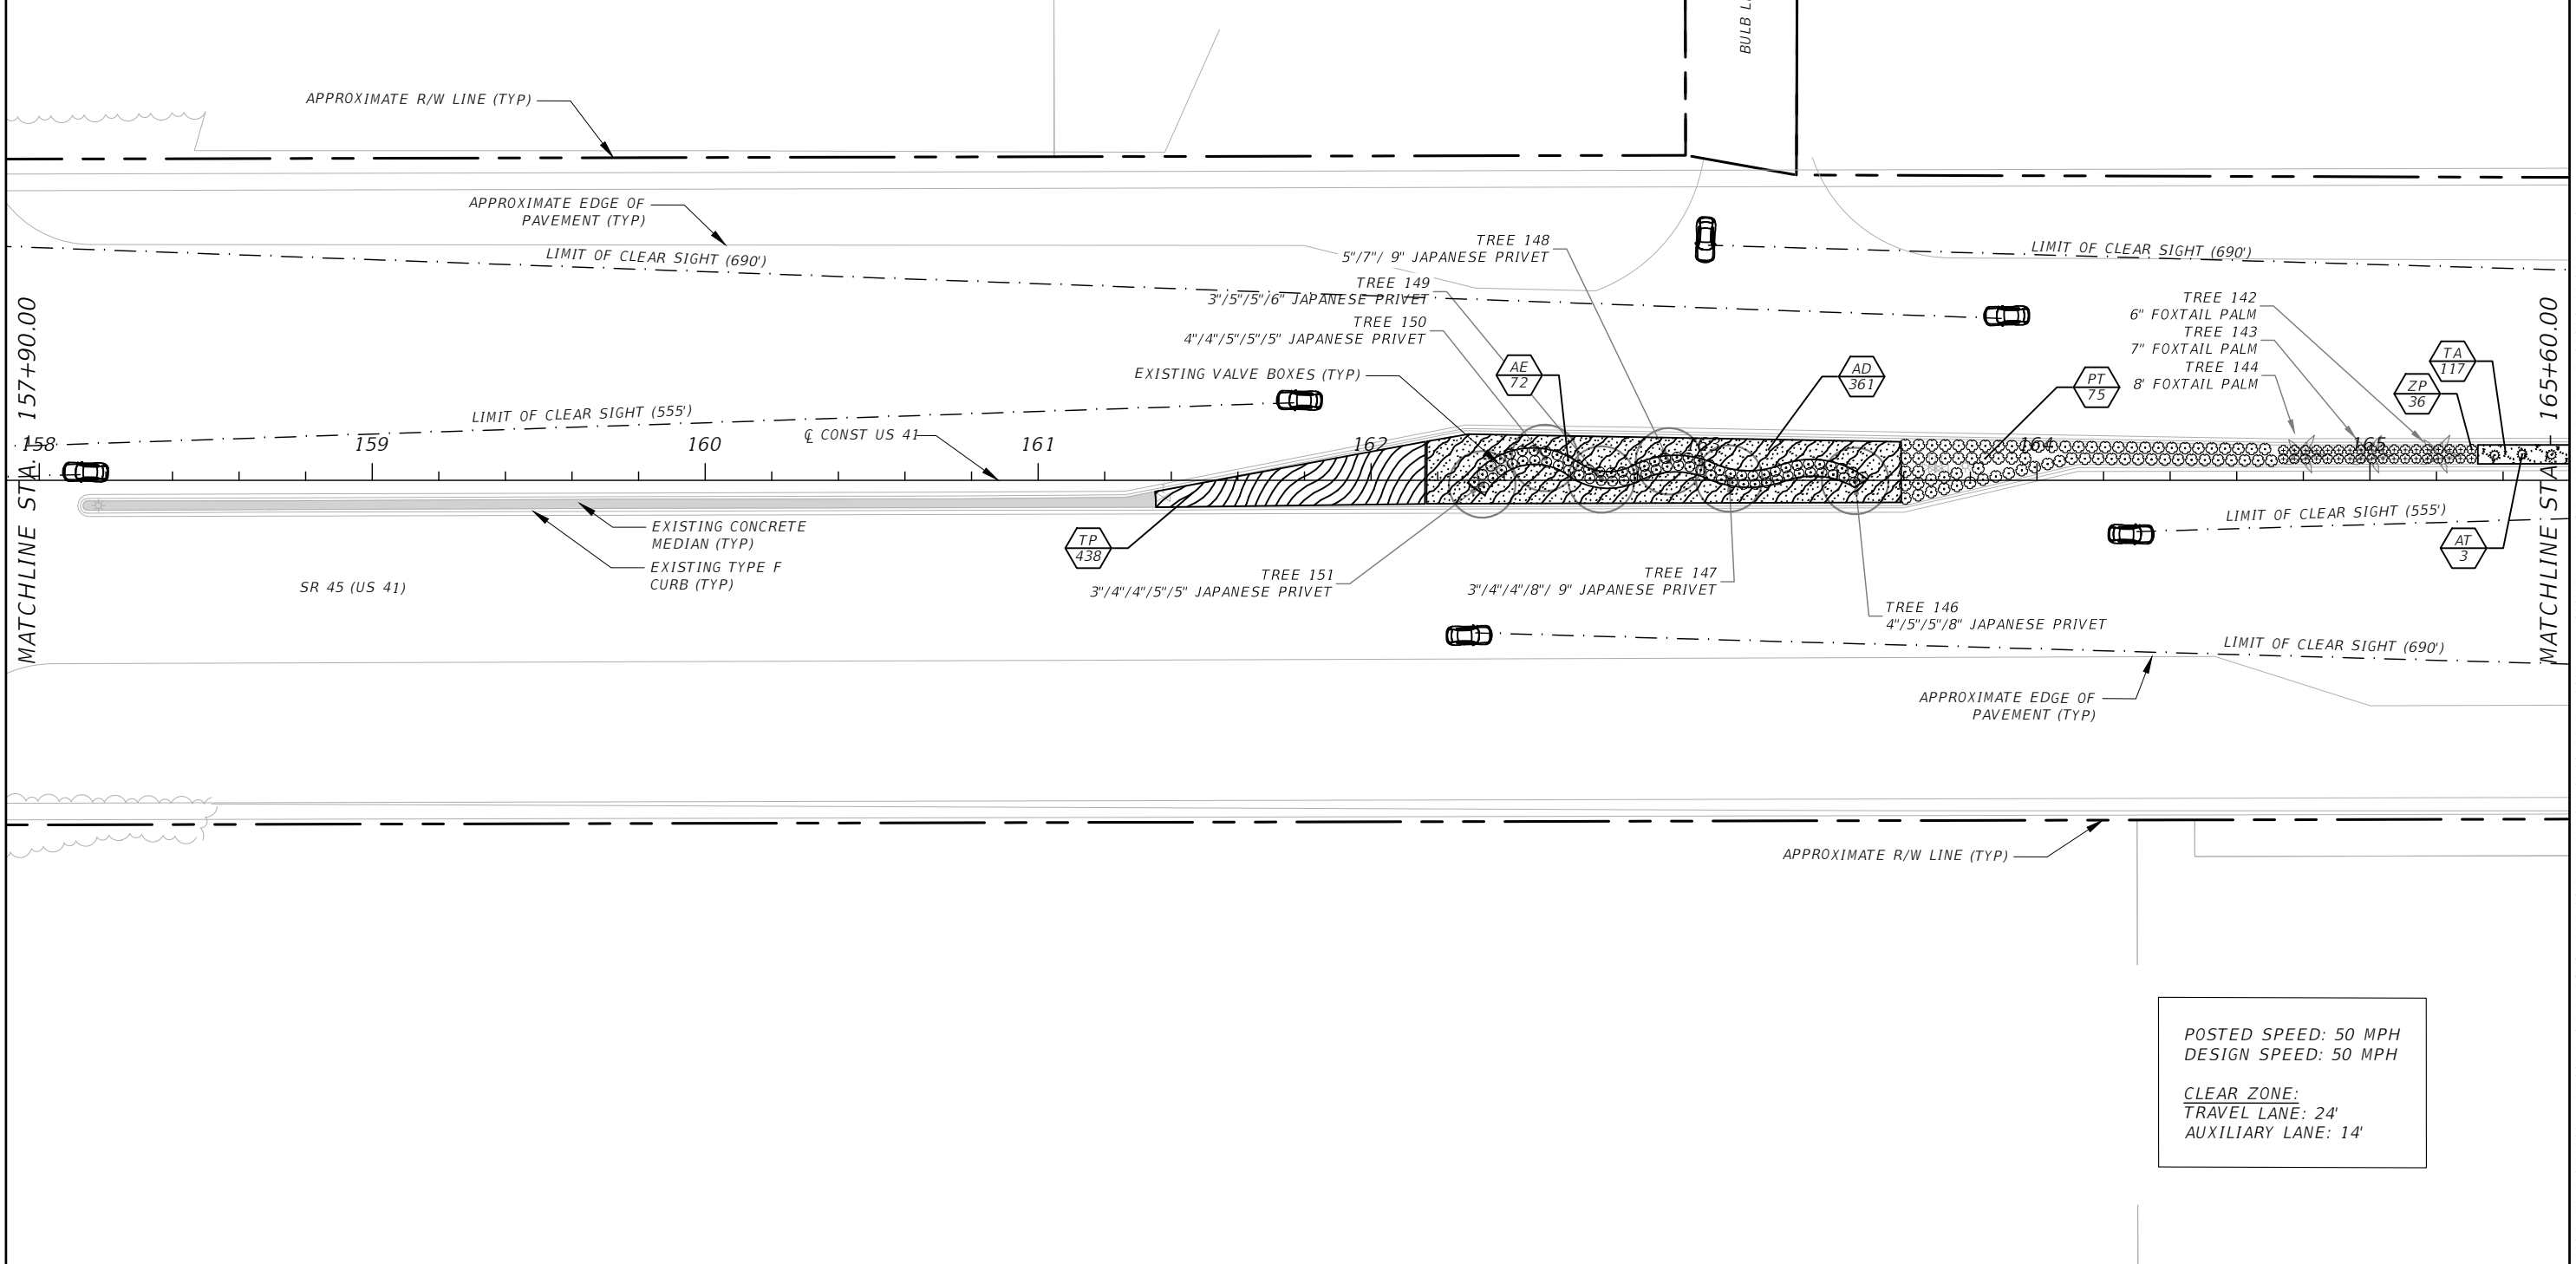 BULB L
APPROXIMATE R/W LINE (TYP)
APPROXIMATE EDGE OF
PAVEMENT (TYP)
LIMIT OF CLEAR SIGHT (690')
TREE 148
5"/7"/ 9" JAPANESE PRIVET
LIMIT OF CLEAR SIGHT (690')
TREE 149
3"/5"/5"/6" JAPANESE PRIVET
TREE 150
4"/4"/5"/5"/5" JAPANESE PRIVET
EXISTING VALVE BOXES (TYP)
TREE 142
6" FOXTAIL PALM
TREE 143
7" FOXTAIL PALM
TREE 144
8' FOXTAIL PALM
AE
72
AD
361
PT
75
ZP
36
TA
117
MATCHLINE STA. 157+90.00
MATCHLINE STA. 165+60.00
LIMIT OF CLEAR SIGHT (555')
℄ CONST US 41
158
159
160
161
162
163
164
165
EXISTING CONCRETE
MEDIAN (TYP)
EXISTING TYPE F
CURB (TYP)
SR 45 (US 41)
TP
438
TREE 151
3"/4"/4"/5"/5" JAPANESE PRIVET
TREE 147
3"/4"/4"/8"/ 9" JAPANESE PRIVET
TREE 146
4"/5"/5"/8" JAPANESE PRIVET
LIMIT OF CLEAR SIGHT (555')
AT
3
LIMIT OF CLEAR SIGHT (690')
APPROXIMATE EDGE OF
PAVEMENT (TYP)
APPROXIMATE R/W LINE (TYP)
POSTED SPEED: 50 MPH
DESIGN SPEED: 50 MPH
CLEAR ZONE:
TRAVEL LANE: 24'
AUXILIARY LANE: 14'